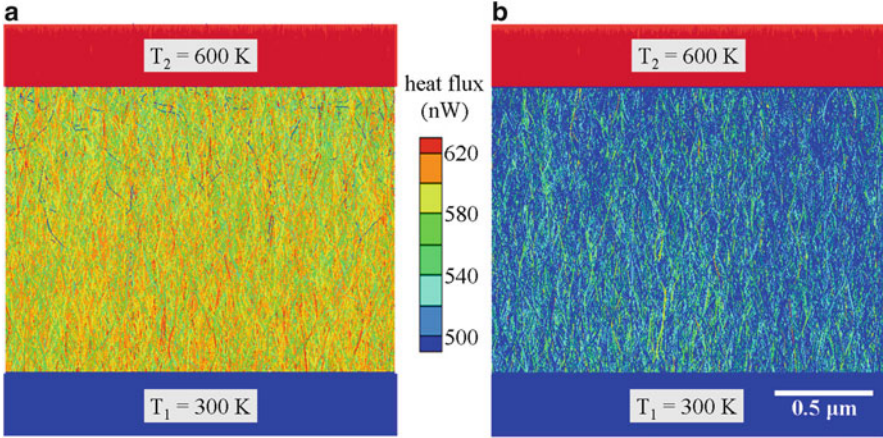 a
T₂ = 600 K
heat flux
(nW)
620
580
540
500
T₁ = 300 K
b
T₂ = 600 K
T₁ = 300 K
0.5 μm